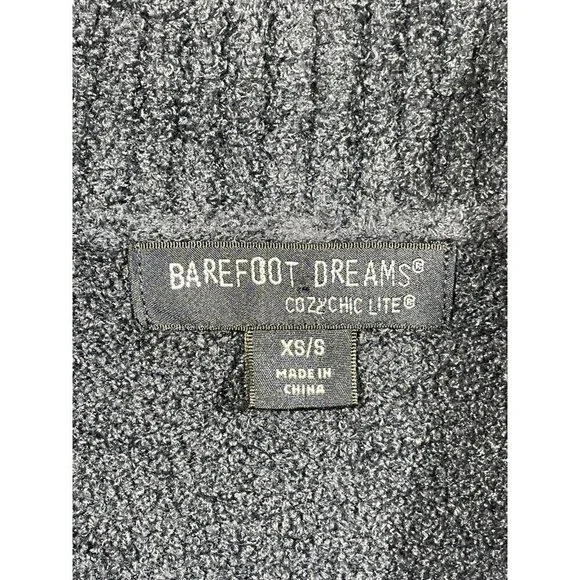 BAREFOOT DREAMS®
COZYCHIC LITE®
XS/S
MADE IN
CHINA